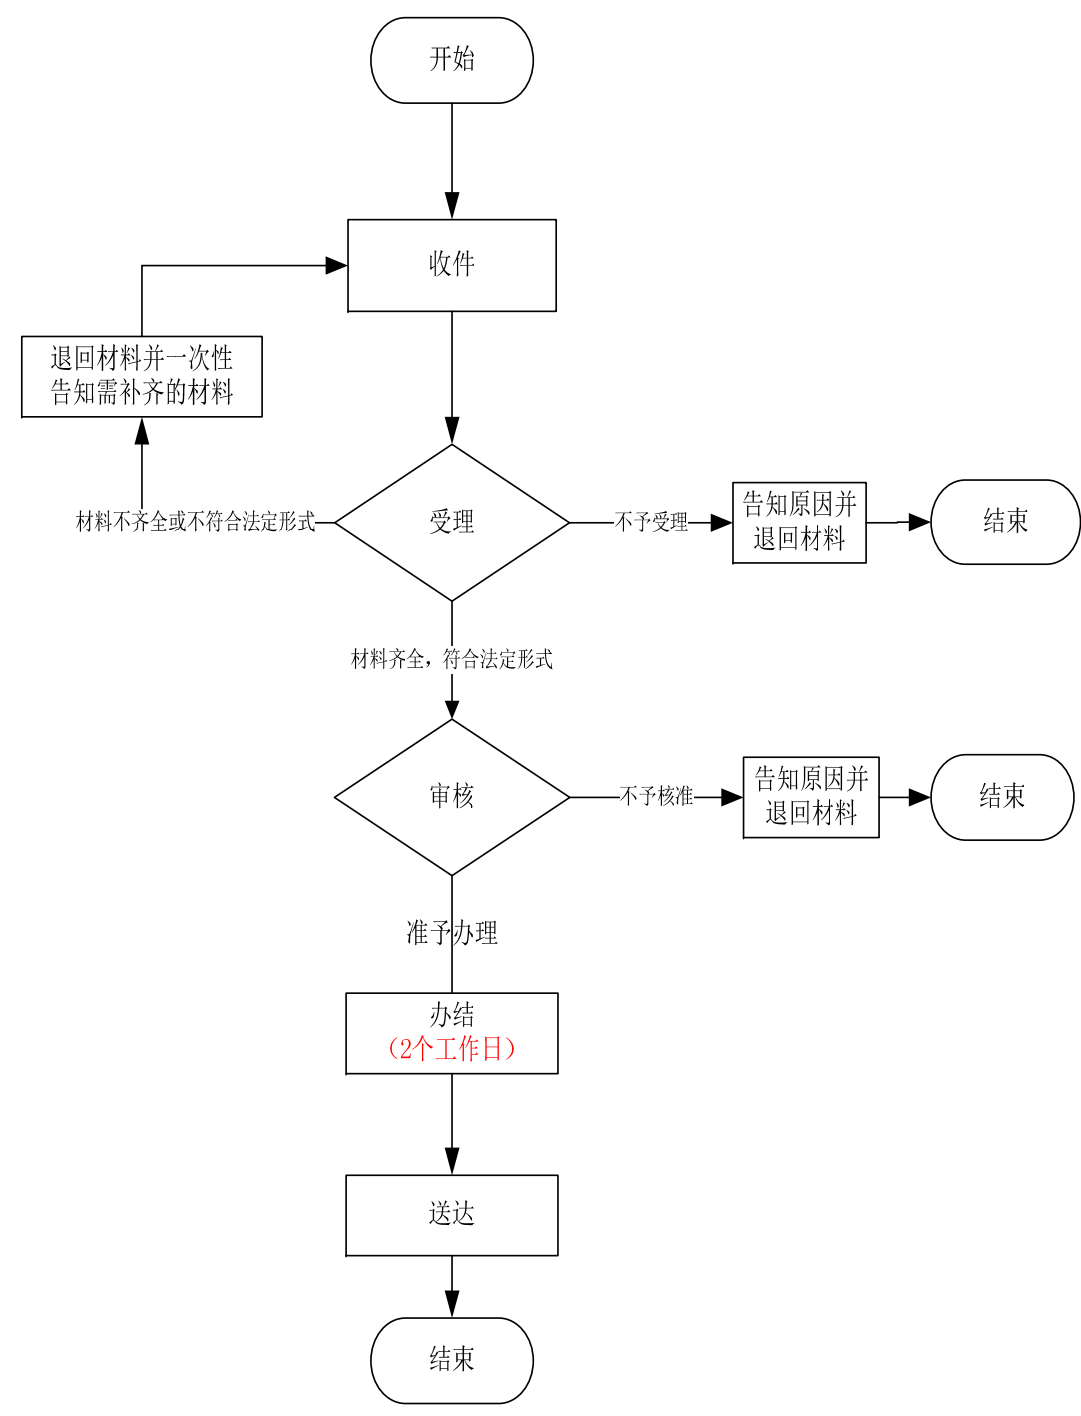 开始
收件
退回材料并一次性
告知需补齐的材料
材料不齐全或不符合法定形式
受理
不予受理
告知原因并
退回材料
结束
材料齐全，符合法定形式
审核
不予核准
告知原因并
退回材料
结束
准予办理
办结
（2个工作日）
送达
结束